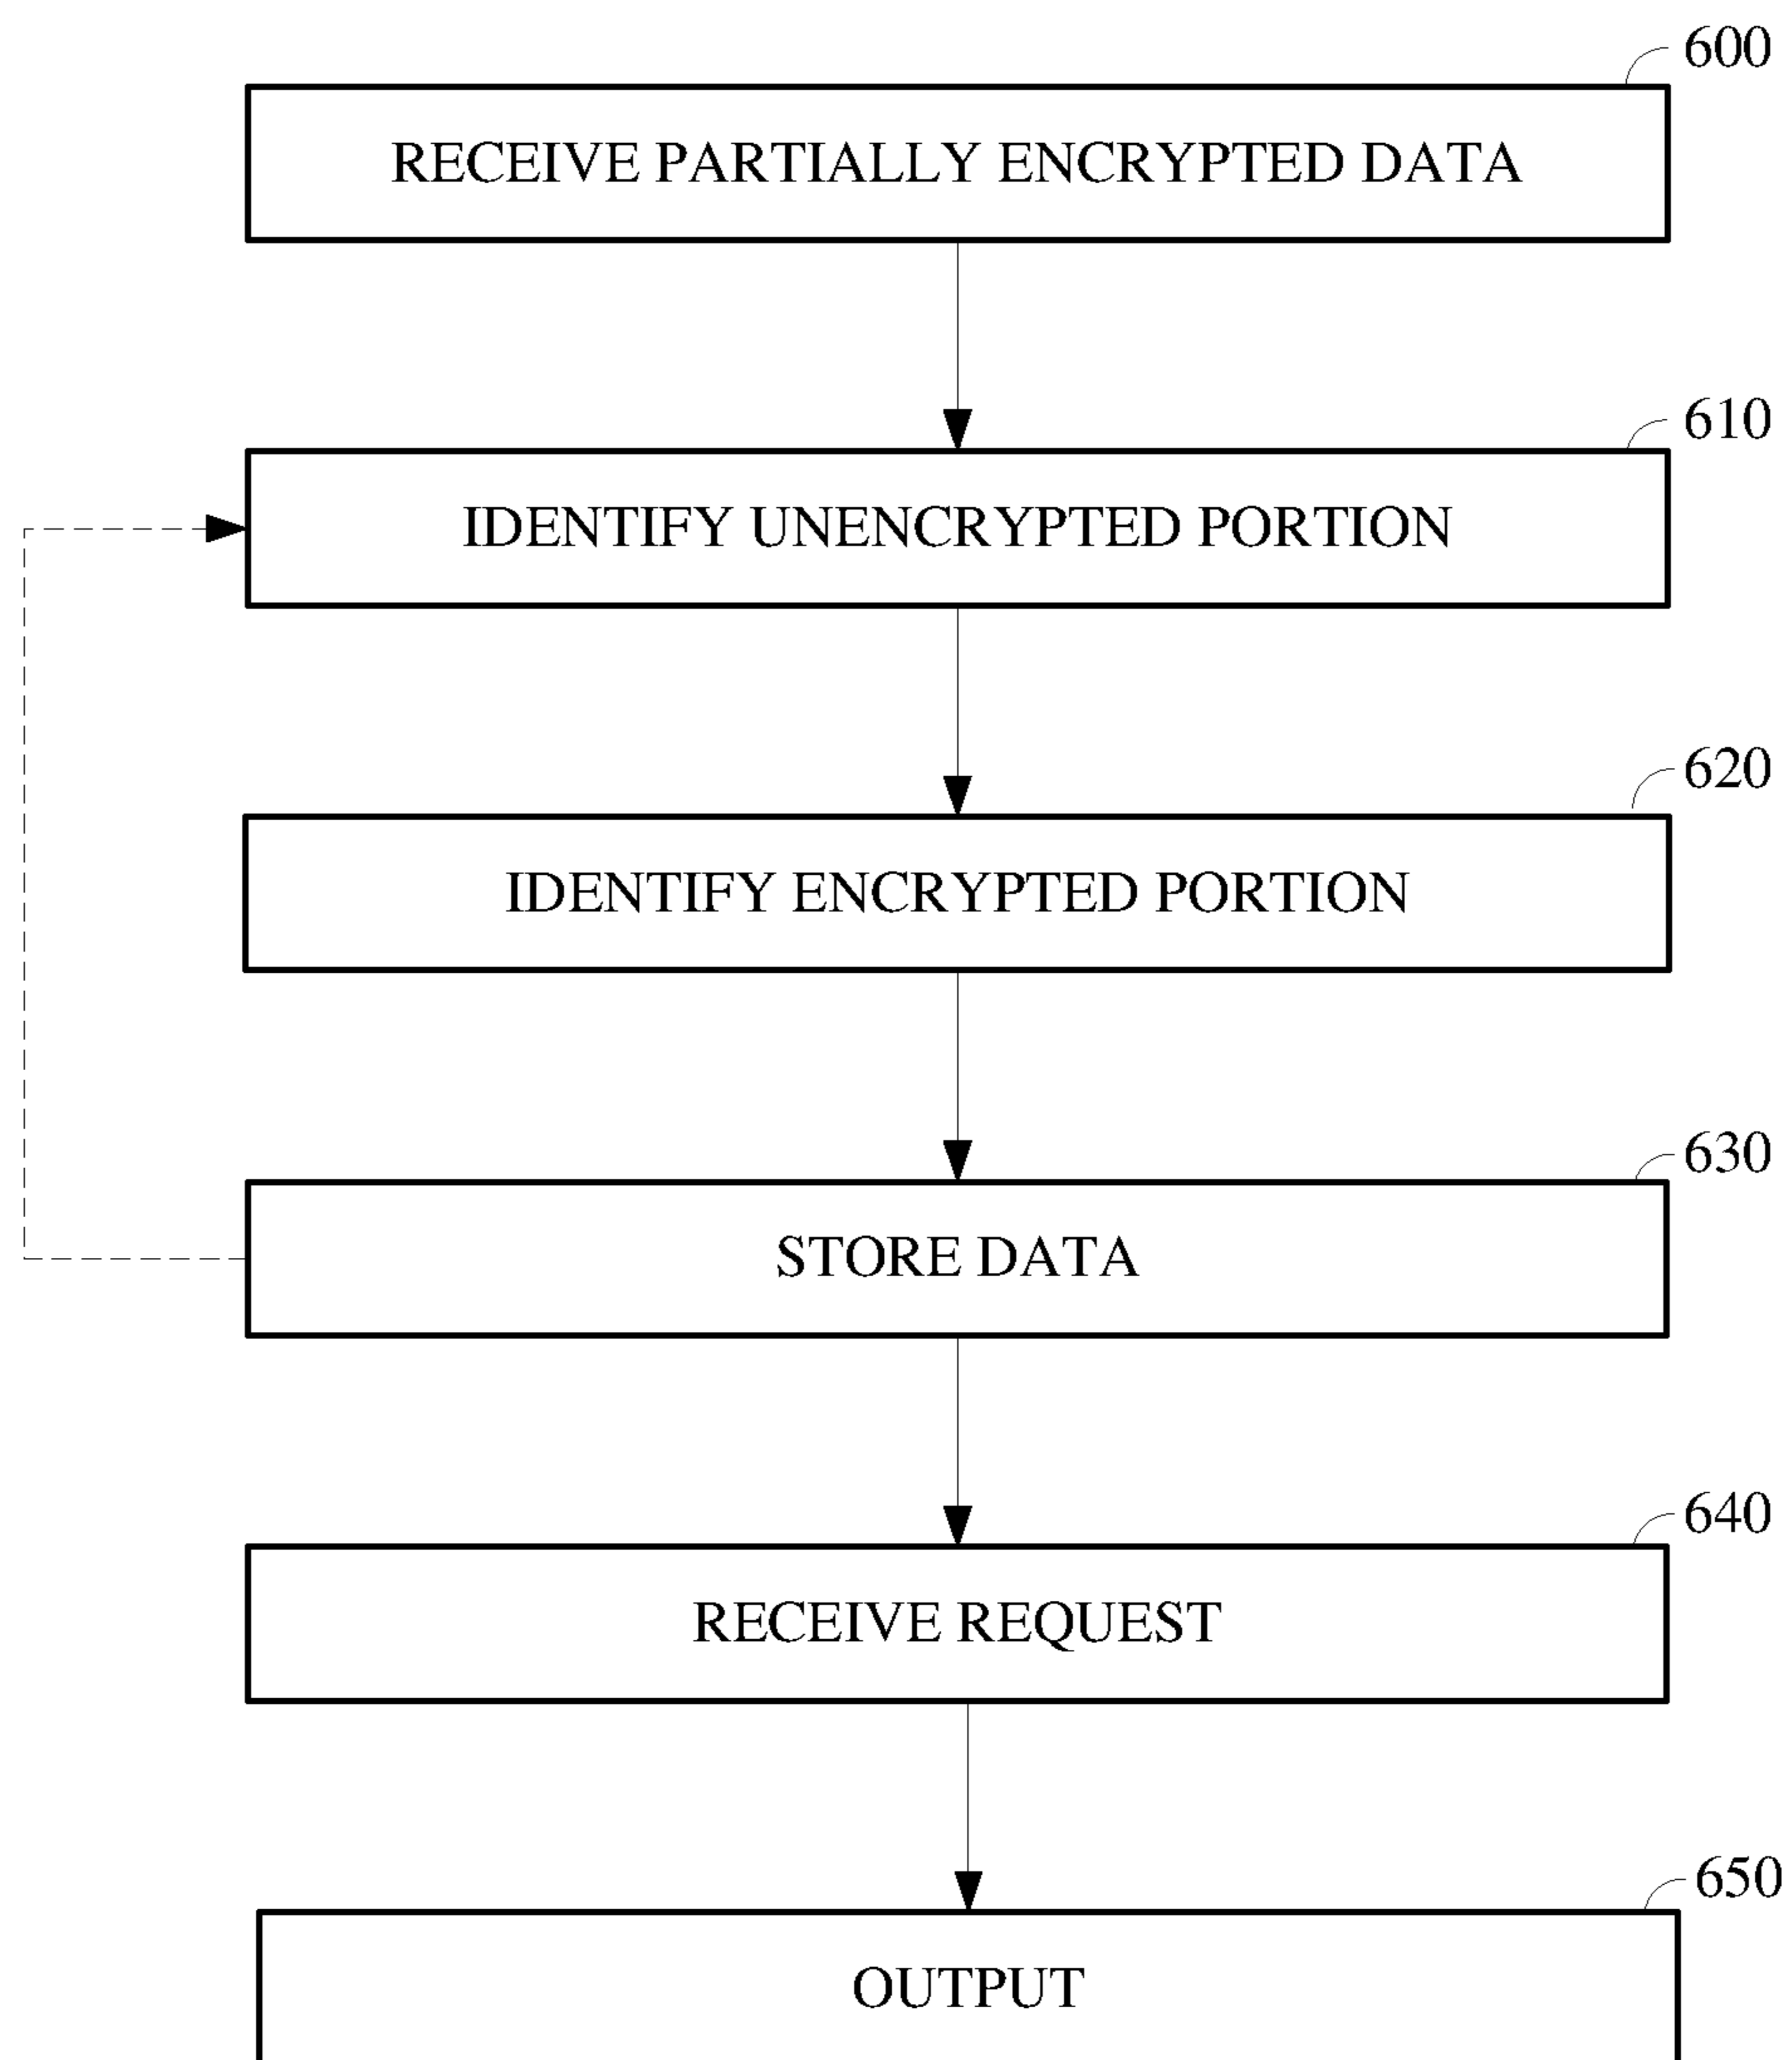 600
RECEIVE PARTIALLY ENCRYPTED DATA
610
IDENTIFY UNENCRYPTED PORTION
620
IDENTIFY ENCRYPTED PORTION
630
STORE DATA
640
RECEIVE REQUEST
650
OUTPUT